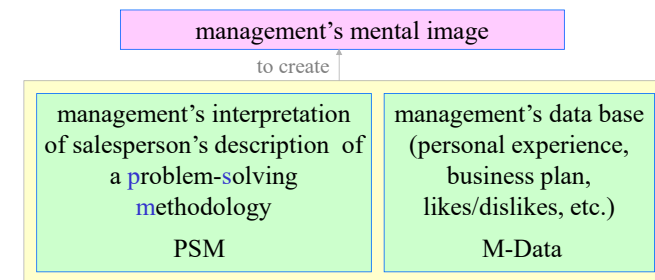 management's mental image
to create
management's interpretation
of salesperson's description of
a problem-solving
methodology
PSM
management's data base
(personal experience,
business plan,
likes/dislikes, etc.)
M-Data